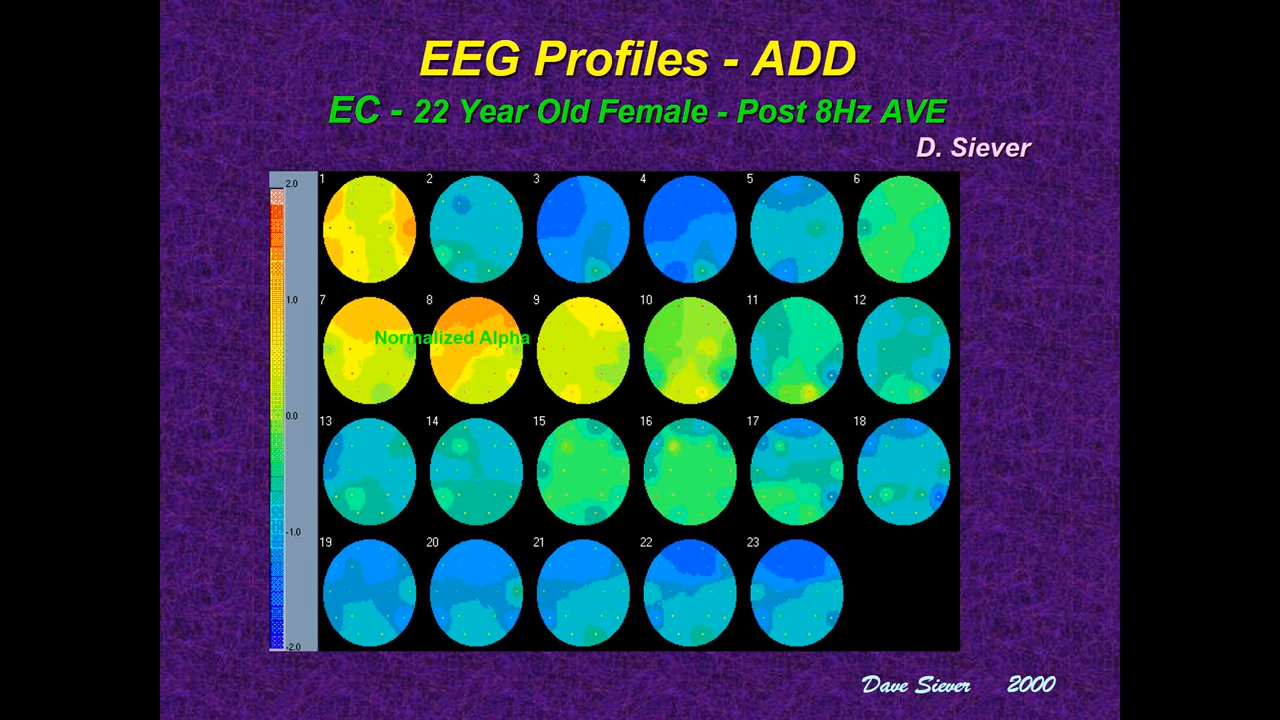 EEG Profiles - ADD
EC - 22 Year Old Female - Post 8Hz AVE
D. Siever
2.0
1.0
0.0
-1.0
-2.0
1 2 3 4 5 6
7 8 9 10 11 12
Normalized Alpha
13 14 15 16 17 18
19 20 21 22 23
Dave Siever 2000